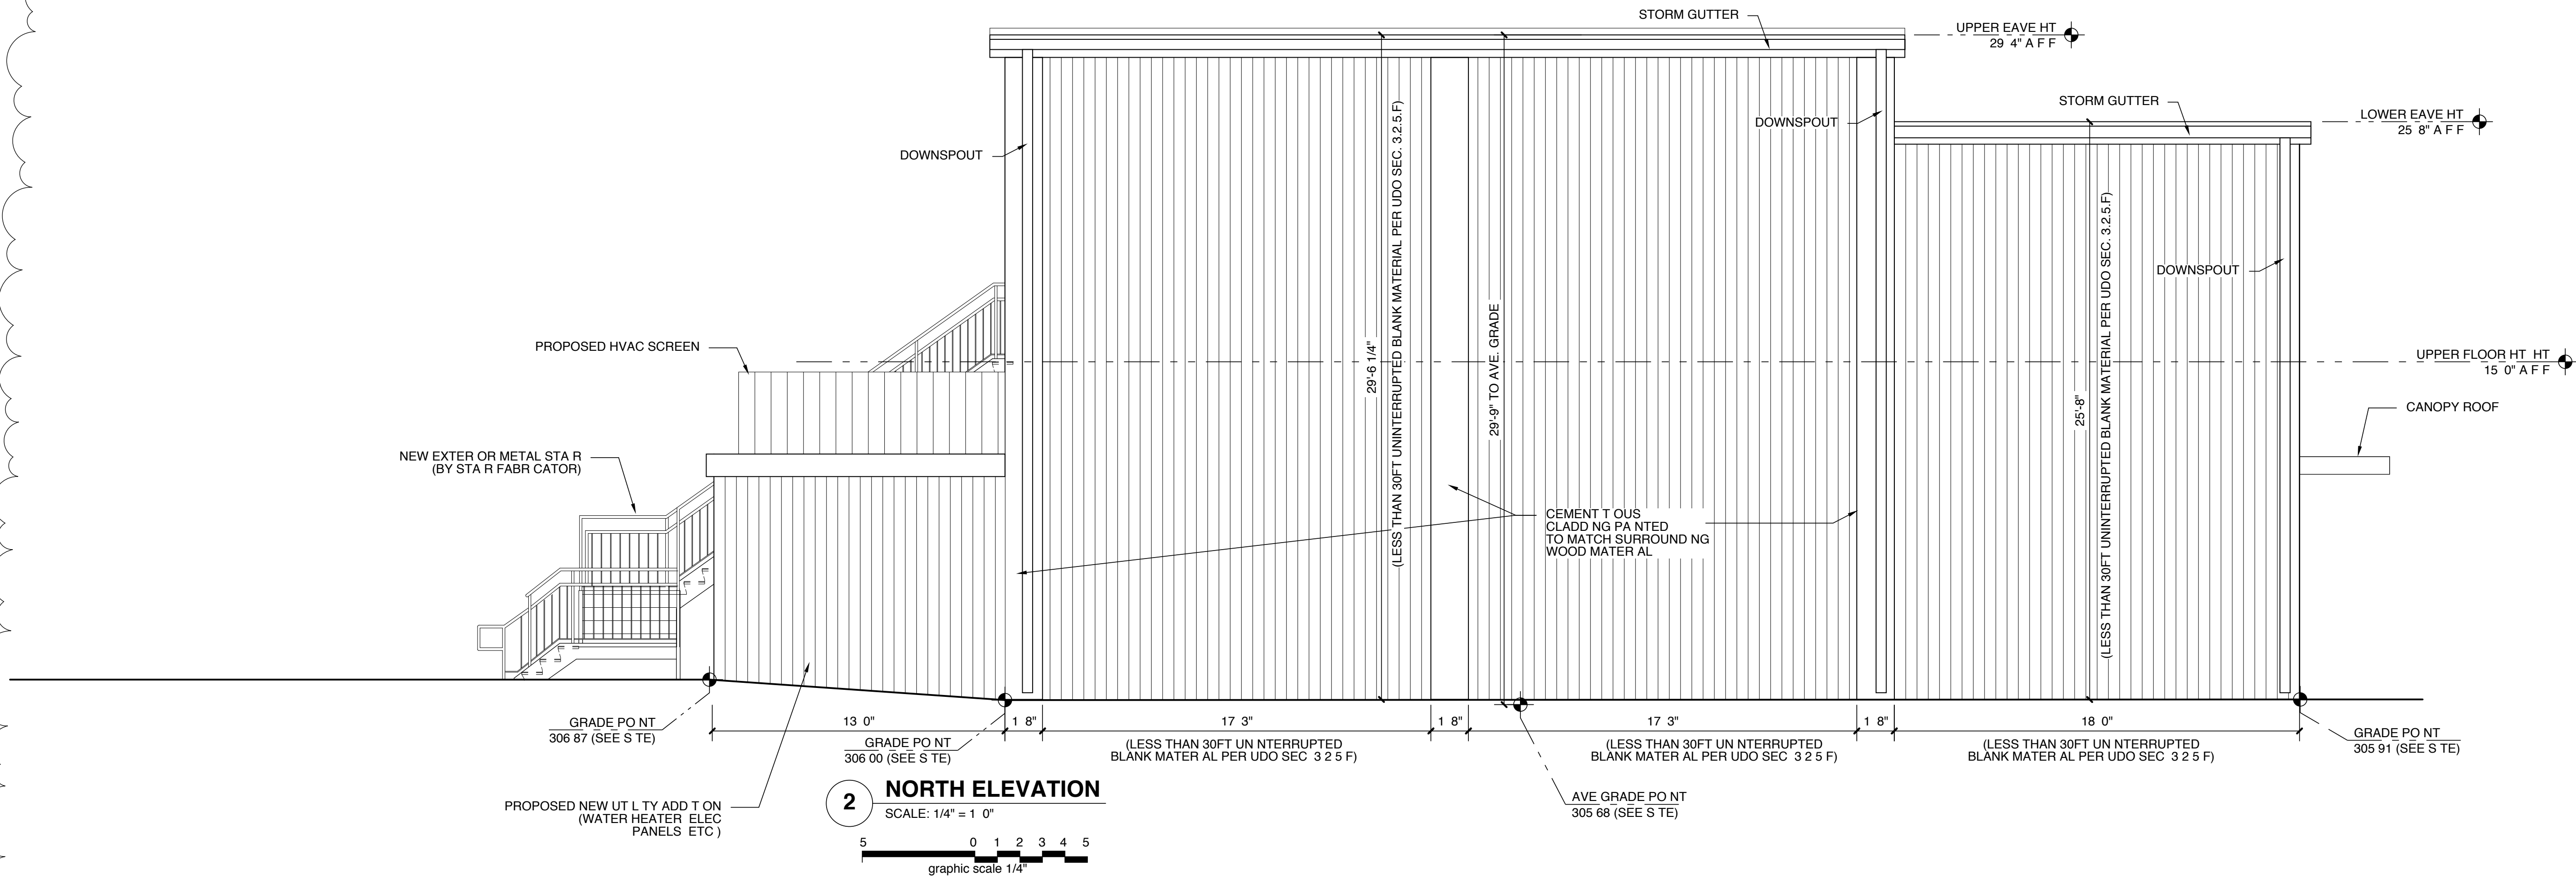 STORM GUTTER
UPPER EAVE HT
29 4" A F F
STORM GUTTER
LOWER EAVE HT
25 8" A F F
DOWNSPOUT
DOWNSPOUT
DOWNSPOUT
(LESS THAN 30FT UNINTERRUPTED BLANK MATERIAL PER UDO SEC. 3.2.5.F)
29'-6 1/4"
29'-9" TO AVE. GRADE
(LESS THAN 30FT UNINTERRUPTED BLANK MATERIAL PER UDO SEC. 3.2.5.F)
25'-8"
PROPOSED HVAC SCREEN
UPPER FLOOR HT HT
15 0" A F F
CANOPY ROOF
NEW EXTER OR METAL STA R
(BY STA R FABR CATOR)
CEMENT T OUS
CLADD NG PA NTED
TO MATCH SURROUND NG
WOOD MATER AL
GRADE PO NT
306 87 (SEE S TE)
13 0"
GRADE PO NT
306 00 (SEE S TE)
1 8"
17 3"
(LESS THAN 30FT UN NTERRUPTED
BLANK MATER AL PER UDO SEC 3 2 5 F)
1 8"
17 3"
(LESS THAN 30FT UN NTERRUPTED
BLANK MATER AL PER UDO SEC 3 2 5 F)
1 8"
18 0"
(LESS THAN 30FT UN NTERRUPTED
BLANK MATER AL PER UDO SEC 3 2 5 F)
GRADE PO NT
305 91 (SEE S TE)
AVE GRADE PO NT
305 68 (SEE S TE)
PROPOSED NEW UT L TY ADD T ON
(WATER HEATER ELEC
PANELS ETC )
2
NORTH ELEVATION
SCALE: 1/4" = 1 0"
5 0 1 2 3 4 5
graphic scale 1/4"